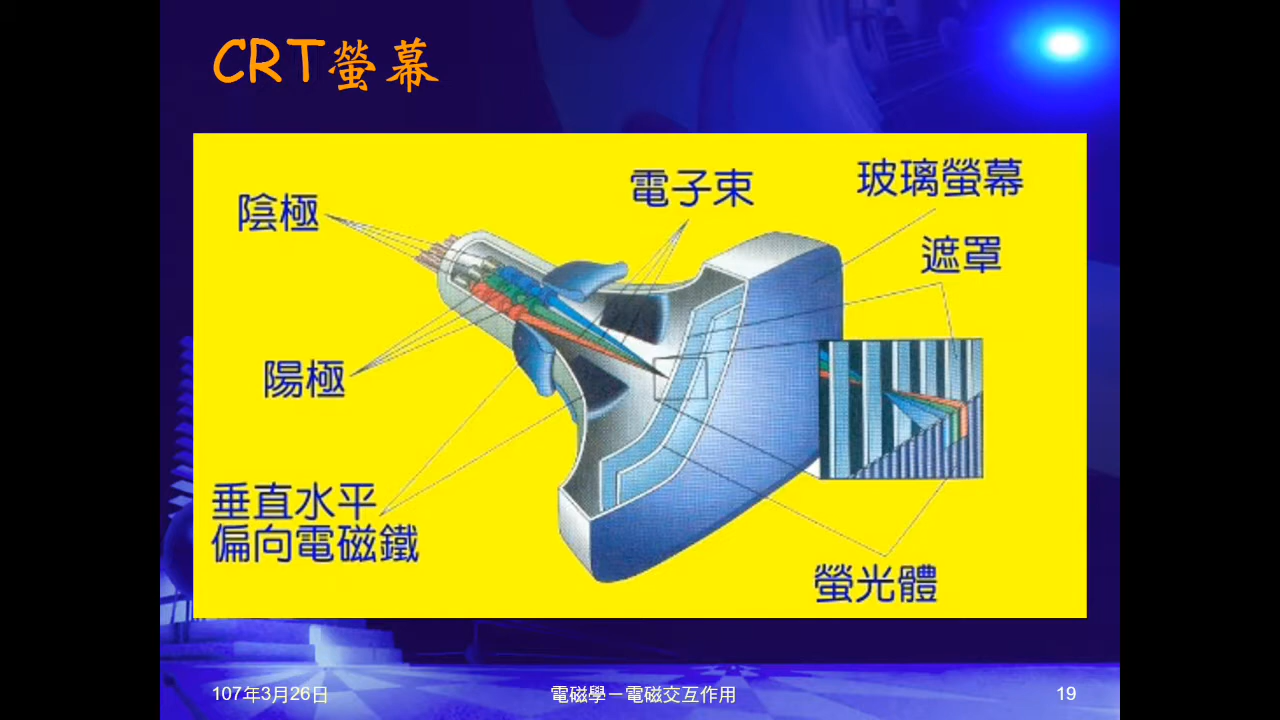 CRT螢幕
陰極
電子束
玻璃螢幕
遮罩
陽極
垂直水平
偏向電磁鐵
螢光體
107年3月26日
電磁學－電磁交互作用
19